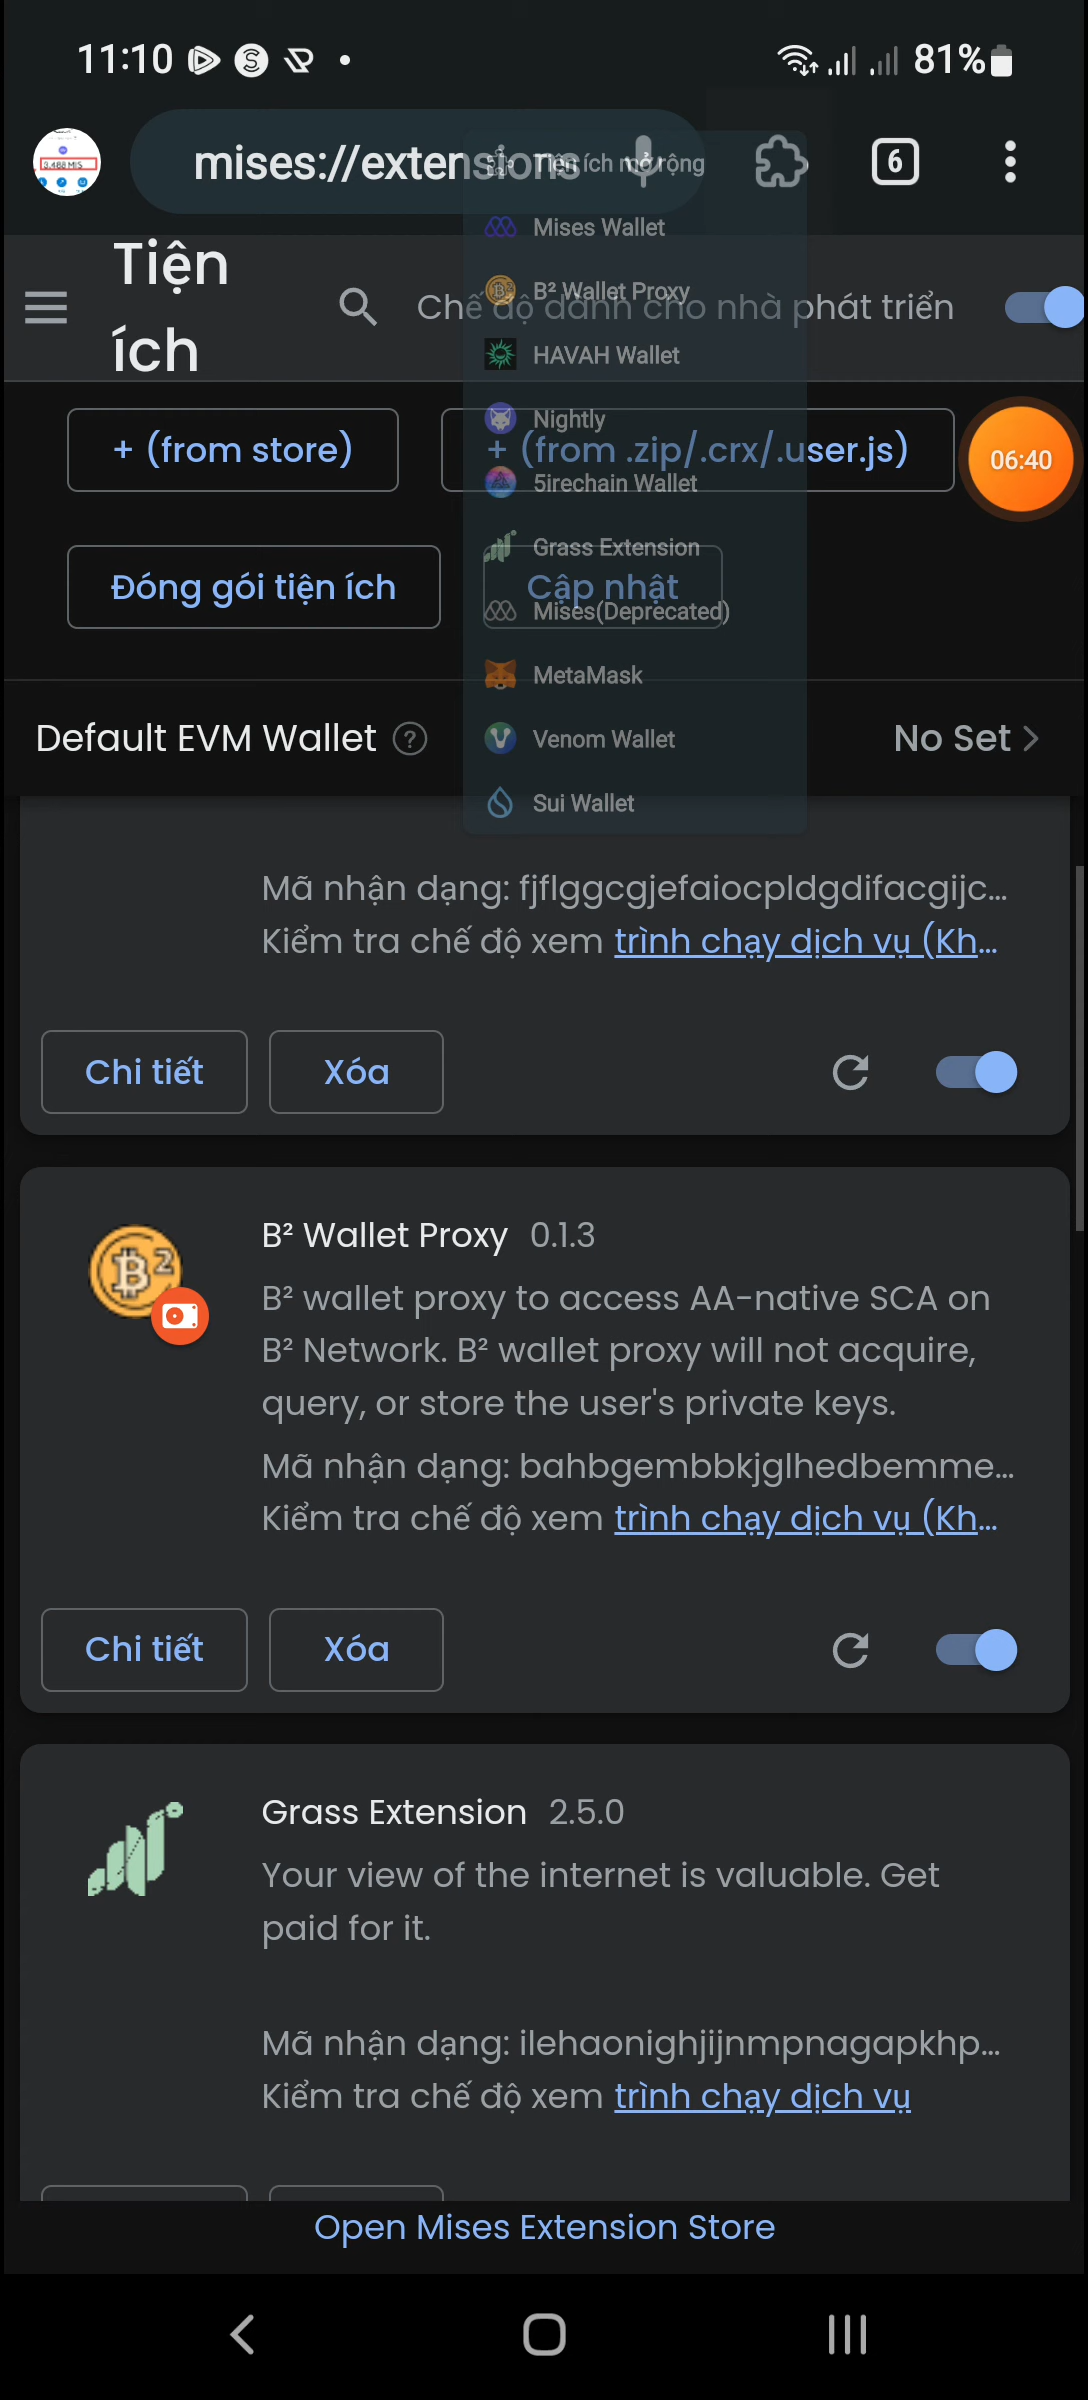 11:10
81%
mises://extensions
6
Tiện ích mở rộng
Mises Wallet
B² Wallet Proxy
HAVAH Wallet
Nightly
5irechain Wallet
Grass Extension
Mises(Deprecated)
MetaMask
Venom Wallet
Sui Wallet
Tiện
ích
Chế độ dành cho nhà phát triển
+ (from store)
+ (from .zip/.crx/.user.js)
06:40
Đóng gói tiện ích
Cập nhật
Default EVM Wallet ?
No Set
Mã nhận dạng: fjflggcgjefaiocpldgdifacgijc...
Kiểm tra chế độ xem trình chạy dịch vụ (Kh...
Chi tiết
Xóa
B² Wallet Proxy 0.1.3
B² wallet proxy to access AA-native SCA on
B² Network. B² wallet proxy will not acquire,
query, or store the user's private keys.
Mã nhận dạng: bahbgembbkjglhedbemme...
Kiểm tra chế độ xem trình chạy dịch vụ (Kh...
Chi tiết
Xóa
Grass Extension 2.5.0
Your view of the internet is valuable. Get
paid for it.
Mã nhận dạng: ilehaonighjijnmpnagapkhp...
Kiểm tra chế độ xem trình chạy dịch vụ
Open Mises Extension Store